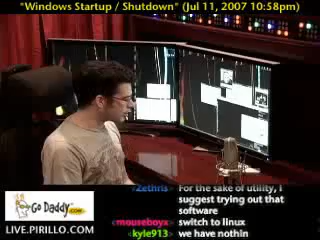 "Windows Startup / Shutdown" (Jul 11, 2007 10:58pm)
<Zethris> For the sake of utility, I
suggest trying out that
software
<mouseboyx> switch to linux
<kyle913> we have nothin
Go Daddy.com
LIVE.PIRILLO.COM